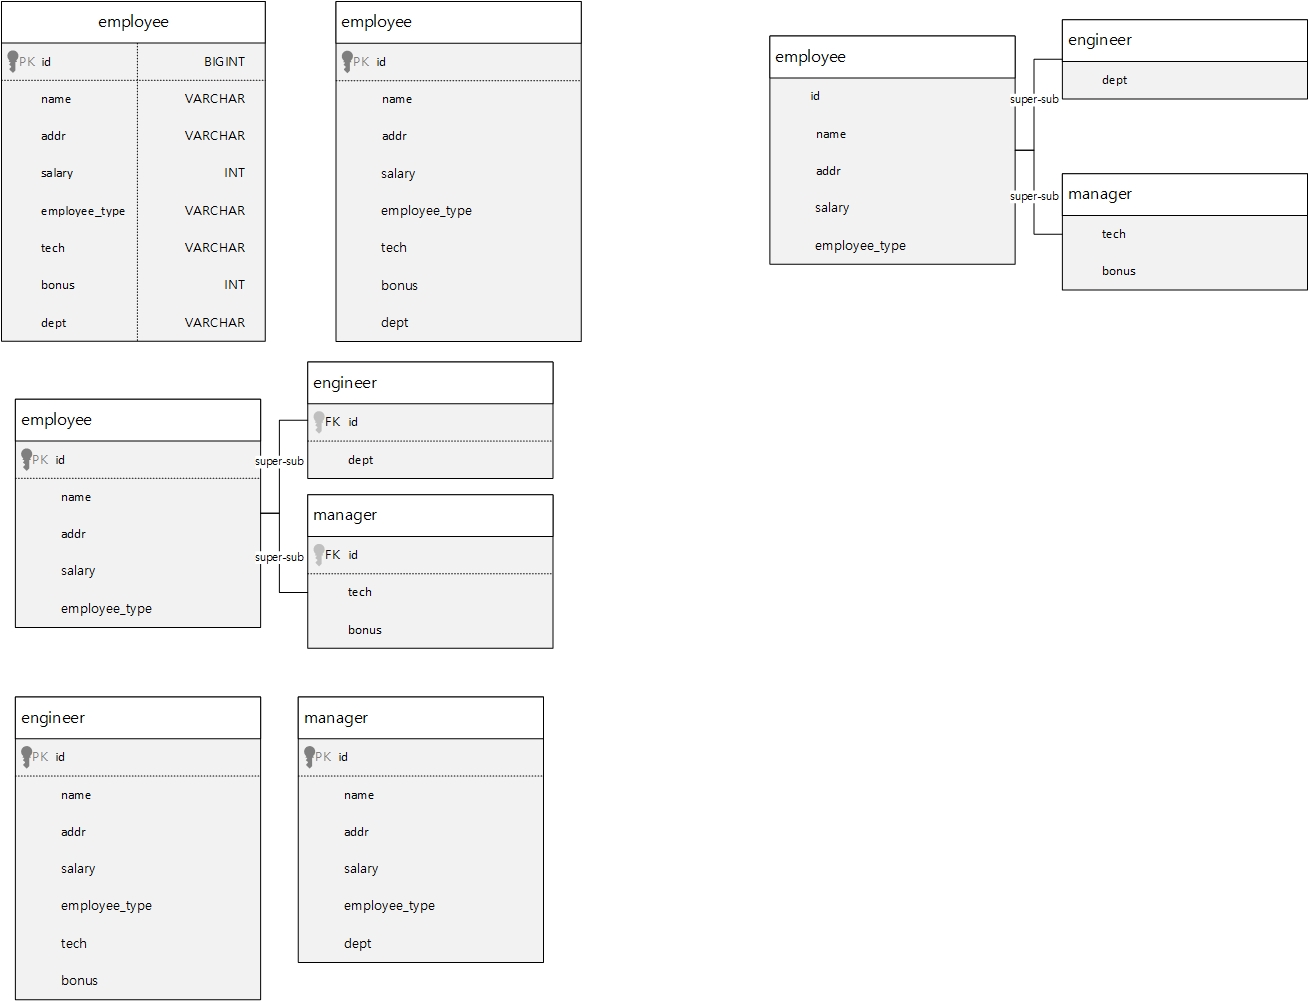 employee
PK id BIGINT
name VARCHAR
addr VARCHAR
salary INT
employee_type VARCHAR
tech VARCHAR
bonus INT
dept VARCHAR
employee
PK id
name
addr
salary
employee_type
tech
bonus
dept
employee
id
name
addr
salary
employee_type
super-sub
super-sub
engineer
dept
manager
tech
bonus
employee
PK id
name
addr
salary
employee_type
super-sub
super-sub
engineer
FK id
dept
manager
FK id
tech
bonus
engineer
PK id
name
addr
salary
employee_type
tech
bonus
manager
PK id
name
addr
salary
employee_type
dept